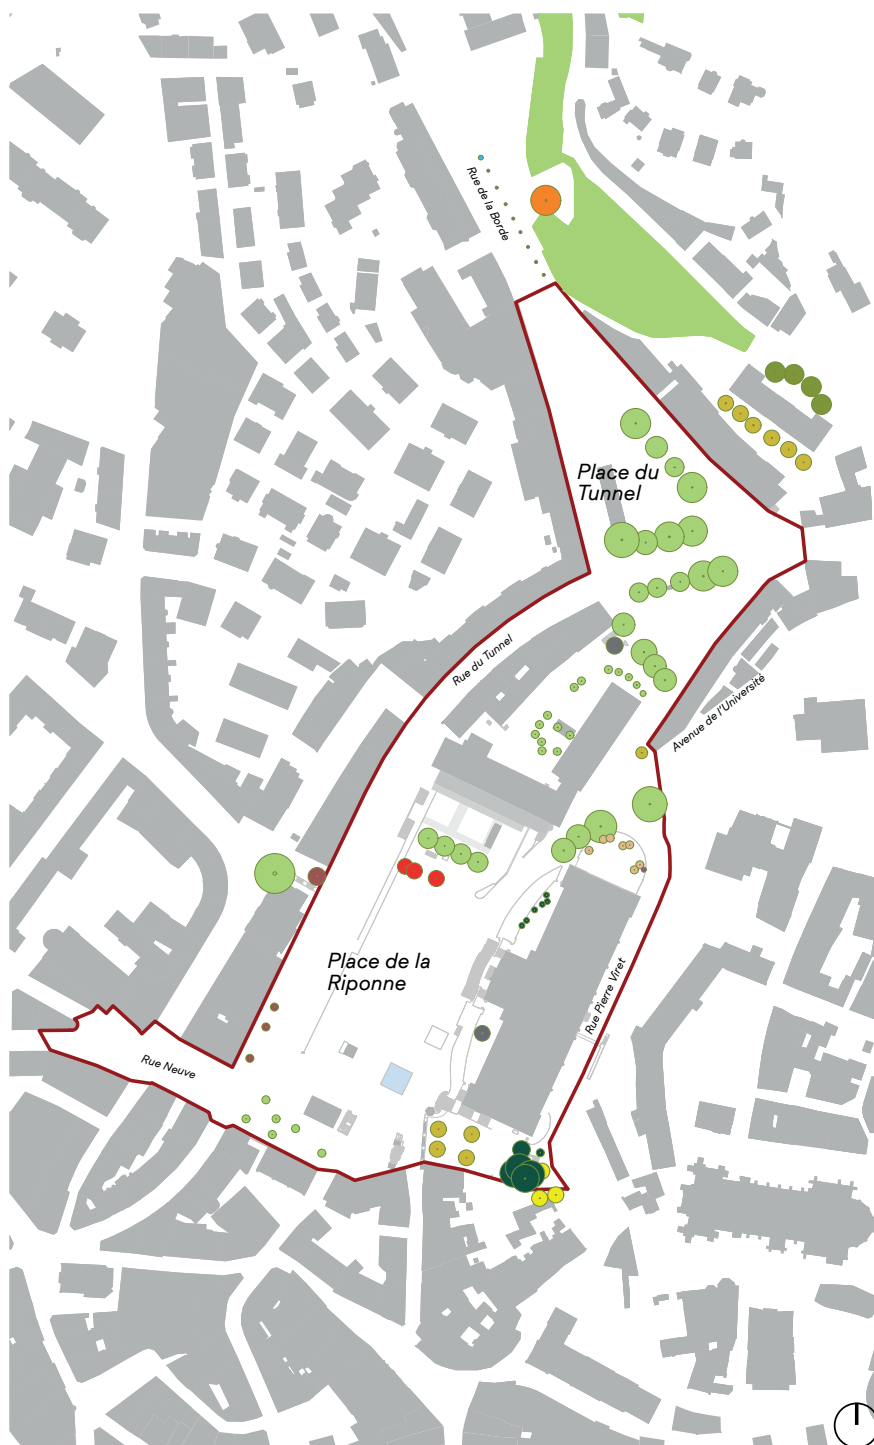 Rue de la Borde
Place du
Tunnel
Rue du Tunnel
Avenue de l'Université
Place de la
Riponne
Rue Pierre Viret
Rue Neuve